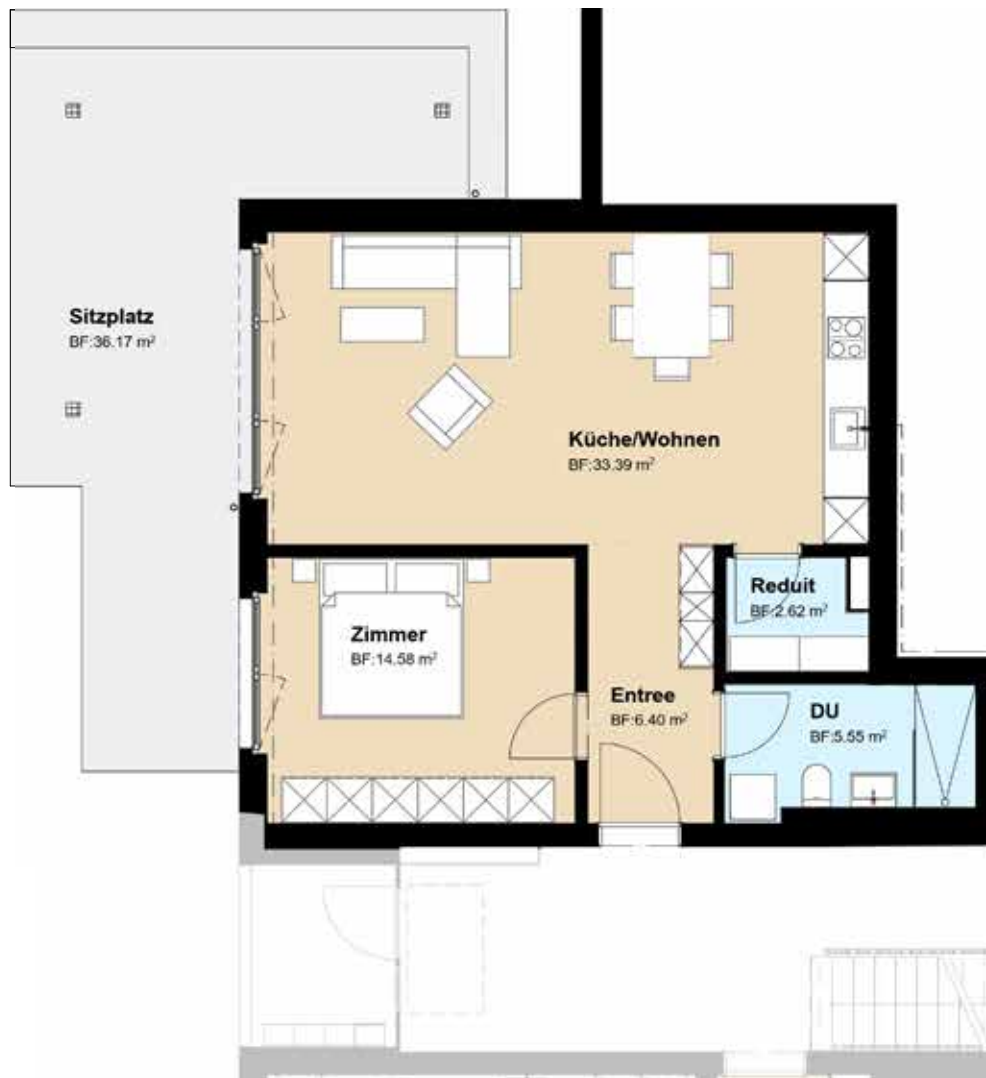 Sitzplatz
BF:36.17 m²
Küche/Wohnen
BF:33.39 m²
Reduit
BF:2.62 m²
Zimmer
BF:14.58 m²
Entree
BF:6.40 m²
DU
BF:5.55 m²